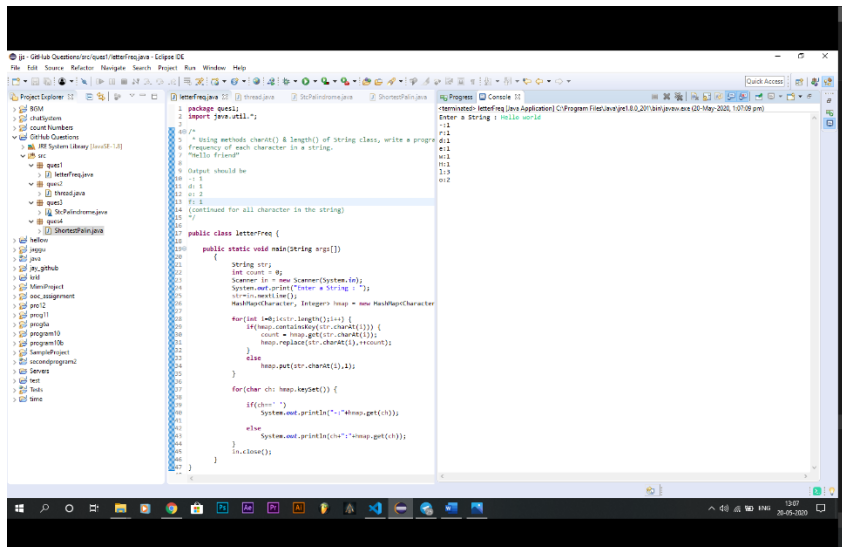 jjs - GitHub Questions/src/ques1/letterFreq.java - Eclipse IDE
File Edit Source Refactor Navigate Search Project Run Window Help
Quick Access
Project Explorer
BGM
chatSystem
count Numbers
GitHub Questions
JRE System Library [JavaSE-1.8]
src
ques1
letterFreq.java
ques2
thread.java
ques3
StcPalindrome.java
ques4
ShortestPalin.java
hellow
jaggu
java
jay_github
krid
MimiProject
ooc_assignment
pro12
prog11
prog6a
program10
program10b
SampleProject
secondprogram2
Servers
test
Tests
time
letterFreq.java thread.java StcPalindrome.java ShortestPalin.java
1 package ques1;
2 import java.util.*;
3
4 /*
5 * Using methods charAt() & length() of String class, write a progra
6 frequency of each character in a string.
7 "Hello friend"
8
9 Output should be
10 -: 1
11 d: 1
12 e: 2
13 f: 1
14 (continued for all character in the string)
15 */
16
17 public class letterFreq {
18
19 public static void main(String args[])
20 {
21 String str;
22 int count = 0;
23 Scanner in = new Scanner(System.in);
24 System.out.print("Enter a String : ");
25 str=in.nextLine();
26 HashMap<Character, Integer> hmap = new HashMap<Character
27
28 for(int i=0;i<str.length();i++) {
29 if(hmap.containsKey(str.charAt(i))) {
30 count = hmap.get(str.charAt(i));
31 hmap.replace(str.charAt(i),++count);
32 }
33 else
34 hmap.put(str.charAt(i),1);
35 }
36
37 for(char ch: hmap.keySet()) {
38
39 if(ch==' ')
40 System.out.println("-:"+hmap.get(ch));
41
42 else
43 System.out.println(ch+":"+hmap.get(ch));
44 }
45 in.close();
46 }
47 }
Progress Console
<terminated> letterFreq [Java Application] C:\Program Files\Java\jre1.8.0_201\bin\javaw.exe (20-May-2020, 1:07:09 pm)
Enter a String : Hello world
-:1
r:1
d:1
e:1
w:1
H:1
l:3
o:2
Ps Ae Pr Ai
ENG
13:07
20-05-2020